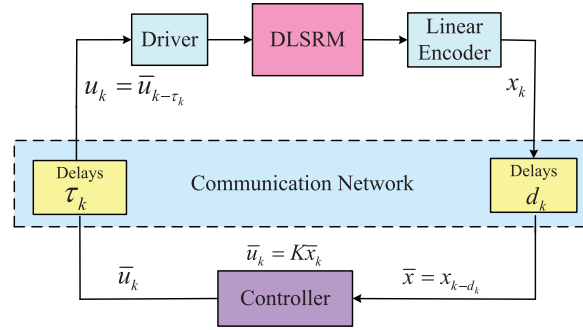 Driver
DLSRM
Linear
Encoder
u_k = ū_{k−τ_k}
x_k
Delays
τ_k
Communication Network
Delays
d_k
ū_k = Kx̄_k
ū_k
Controller
x̄ = x_{k−d_k}